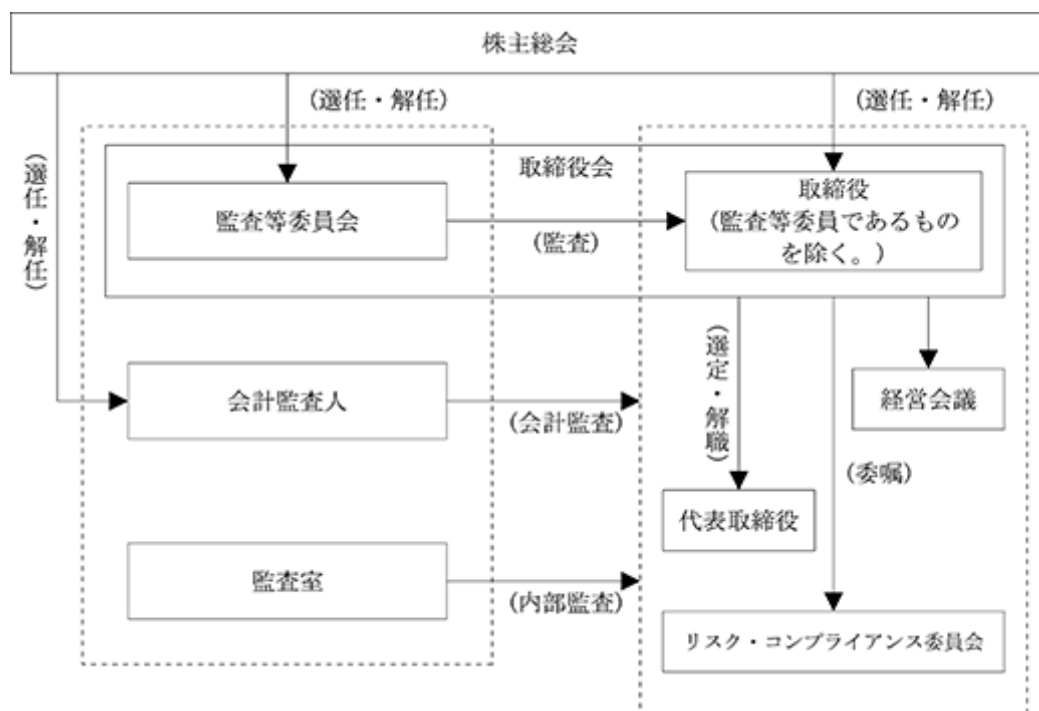 株主総会
(選任・解任)
(選任・解任)
(選任・解任)
取締役会
監査等委員会
(監査)
取締役
(監査等委員であるもの
を除く。)
会計監査人
(会計監査)
(選定・解職)
経営会議
(委嘱)
代表取締役
監査室
(内部監査)
リスク・コンプライアンス委員会